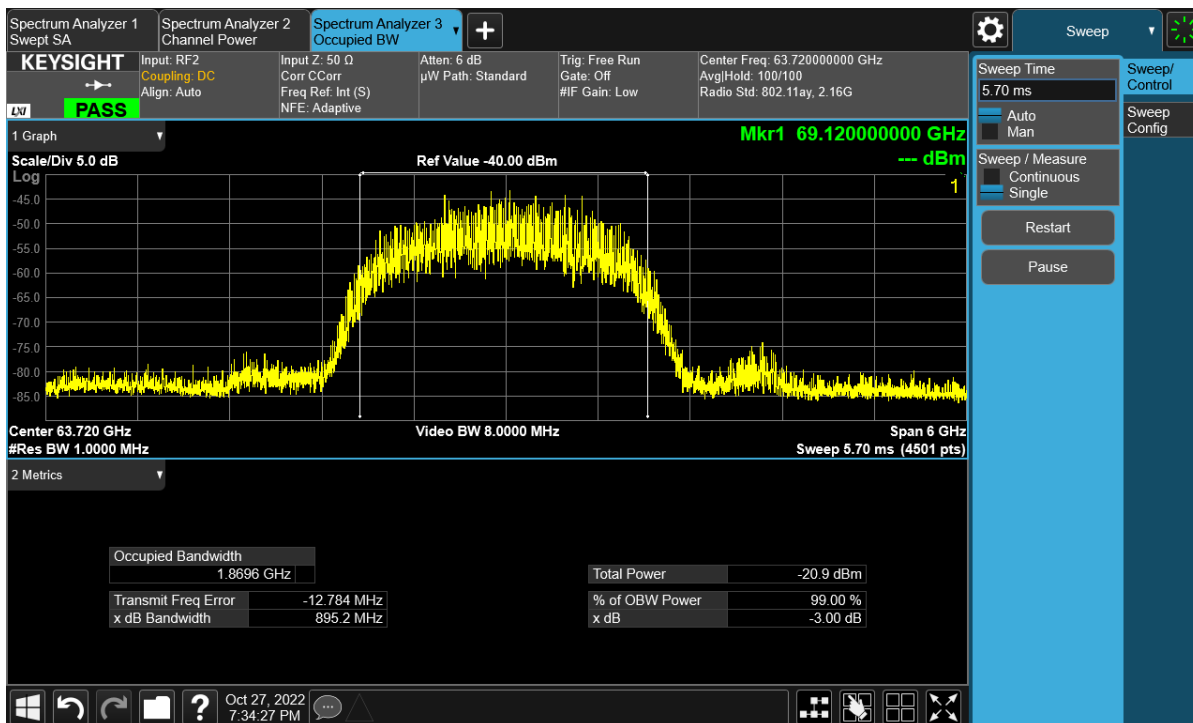 Spectrum Analyzer 1
Swept SA
Spectrum Analyzer 2
Channel Power
Spectrum Analyzer 3
Occupied BW
Sweep
KEYSIGHT
LXI
PASS
Input: RF2
Coupling: DC
Align: Auto
Input Z: 50 Ω
Corr CCorr
Freq Ref: Int (S)
NFE: Adaptive
Atten: 6 dB
µW Path: Standard
Trig: Free Run
Gate: Off
#IF Gain: Low
Center Freq: 63.720000000 GHz
Avg|Hold: 100/100
Radio Std: 802.11ay, 2.16G
1 Graph
Mkr1 69.120000000 GHz
--- dBm
Scale/Div 5.0 dB
Ref Value -40.00 dBm
Log
1
-45.0
-50.0
-55.0
-60.0
-65.0
-70.0
-75.0
-80.0
-85.0
Center 63.720 GHz
Video BW 8.0000 MHz
Span 6 GHz
#Res BW 1.0000 MHz
Sweep 5.70 ms (4501 pts)
2 Metrics
Occupied Bandwidth
1.8696 GHz
Transmit Freq Error -12.784 MHz
x dB Bandwidth 895.2 MHz
Total Power -20.9 dBm
% of OBW Power 99.00 %
x dB -3.00 dB
Sweep Time
5.70 ms
Auto
Man
Sweep / Measure
Continuous
Single
Restart
Pause
Sweep/
Control
Sweep
Config
?
Oct 27, 2022
7:34:27 PM